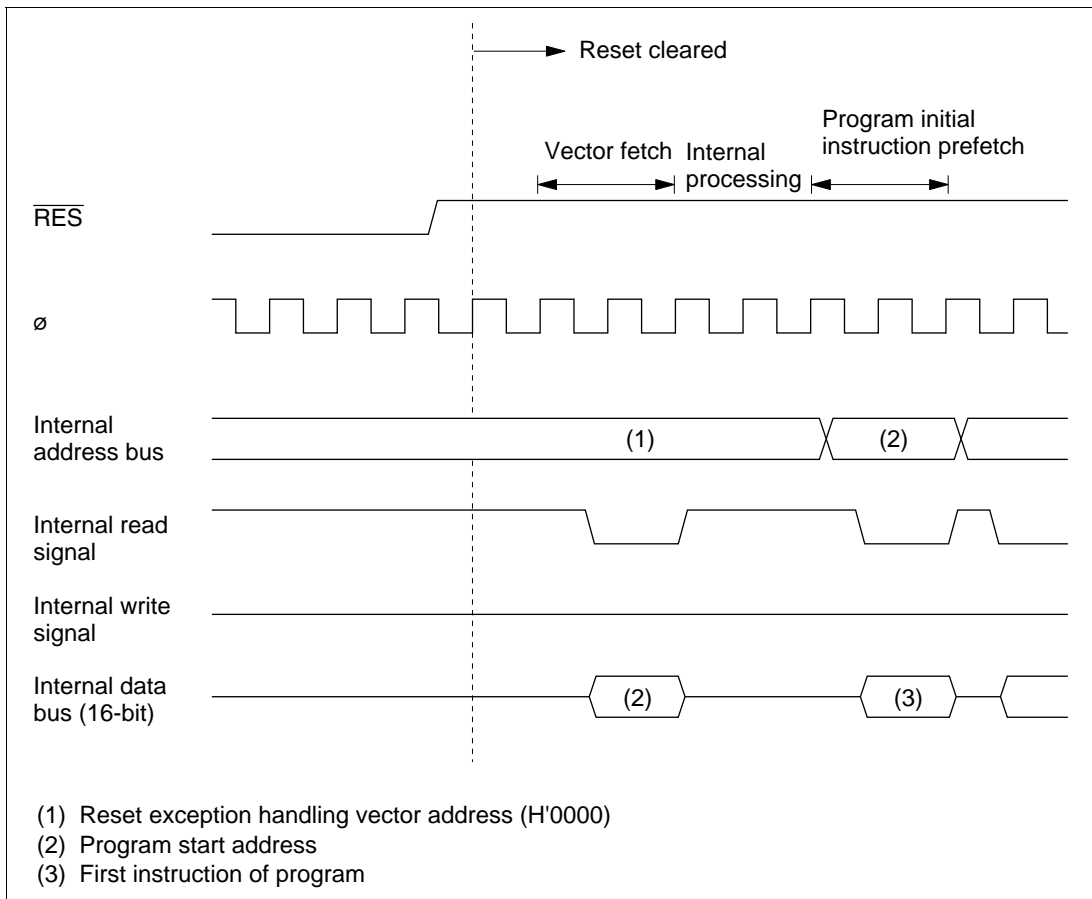 Reset cleared
Program initial
instruction prefetch
Vector fetch
Internal
processing
RES
ø
Internal
address bus
(1)
(2)
Internal read
signal
Internal write
signal
Internal data
bus (16-bit)
(2)
(3)
(1) Reset exception handling vector address (H'0000)
(2) Program start address
(3) First instruction of program